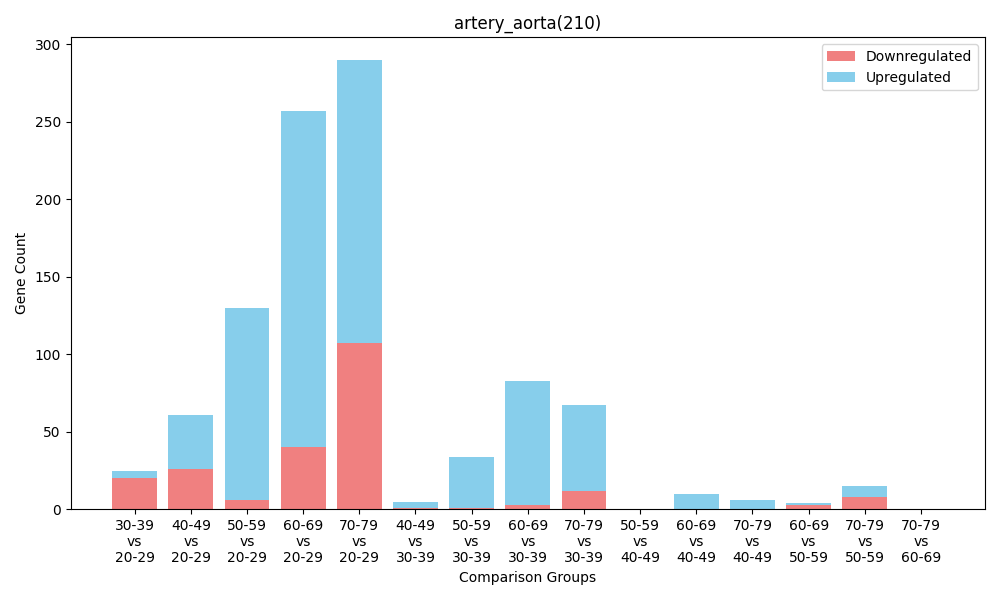 artery_aorta(210)
Downregulated
Upregulated
Gene Count
300
250
200
150
100
50
0
30-39 40-49 50-59 60-69 70-79 40-49 50-59 60-69 70-79 50-59 60-69 70-79 60-69 70-79 70-79
vs vs vs vs vs vs vs vs vs vs vs vs vs vs vs
20-29 20-29 20-29 20-29 20-29 30-39 30-39 30-39 30-39 40-49 40-49 40-49 50-59 50-59 60-69
Comparison Groups